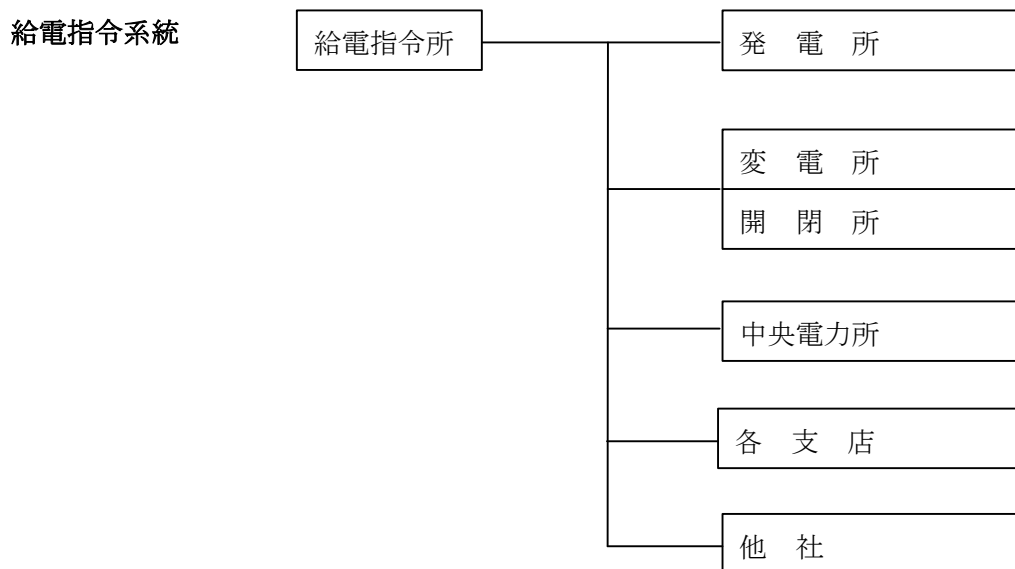 給電指令系統
給電指令所
発　電　所
変　電　所
開　閉　所
中央電力所
各　支　店
他　社